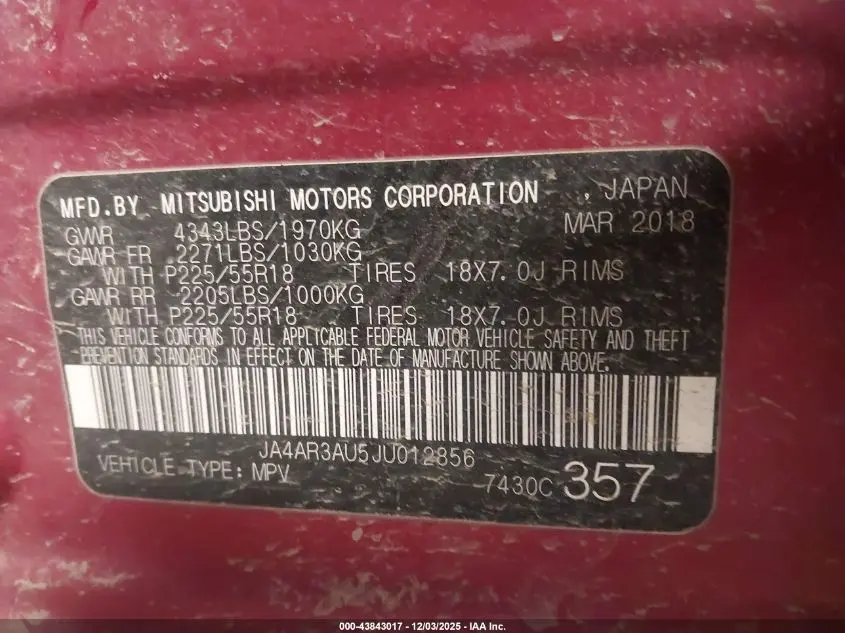 MFD.BY MITSUBISHI MOTORS CORPORATION , JAPAN
GVWR 4343LBS/1970KG MAR 2018
GAWR FR 2271LBS/1030KG
WITH P225/55R18 TIRES 18X7.0J RIMS
GAWR RR 2205LBS/1000KG
WITH P225/55R18 TIRES 18X7.0J RIMS
THIS VEHICLE CONFORMS TO ALL APPLICABLE FEDERAL MOTOR VEHICLE SAFETY AND THEFT
PREVENTION STANDARDS IN EFFECT ON THE DATE OF MANUFACTURE SHOWN ABOVE.
JA4AR3AU5JU012856
VEHICLE TYPE: MPV 7430C 357
000-43843017 - 12/03/2025 - IAA Inc.